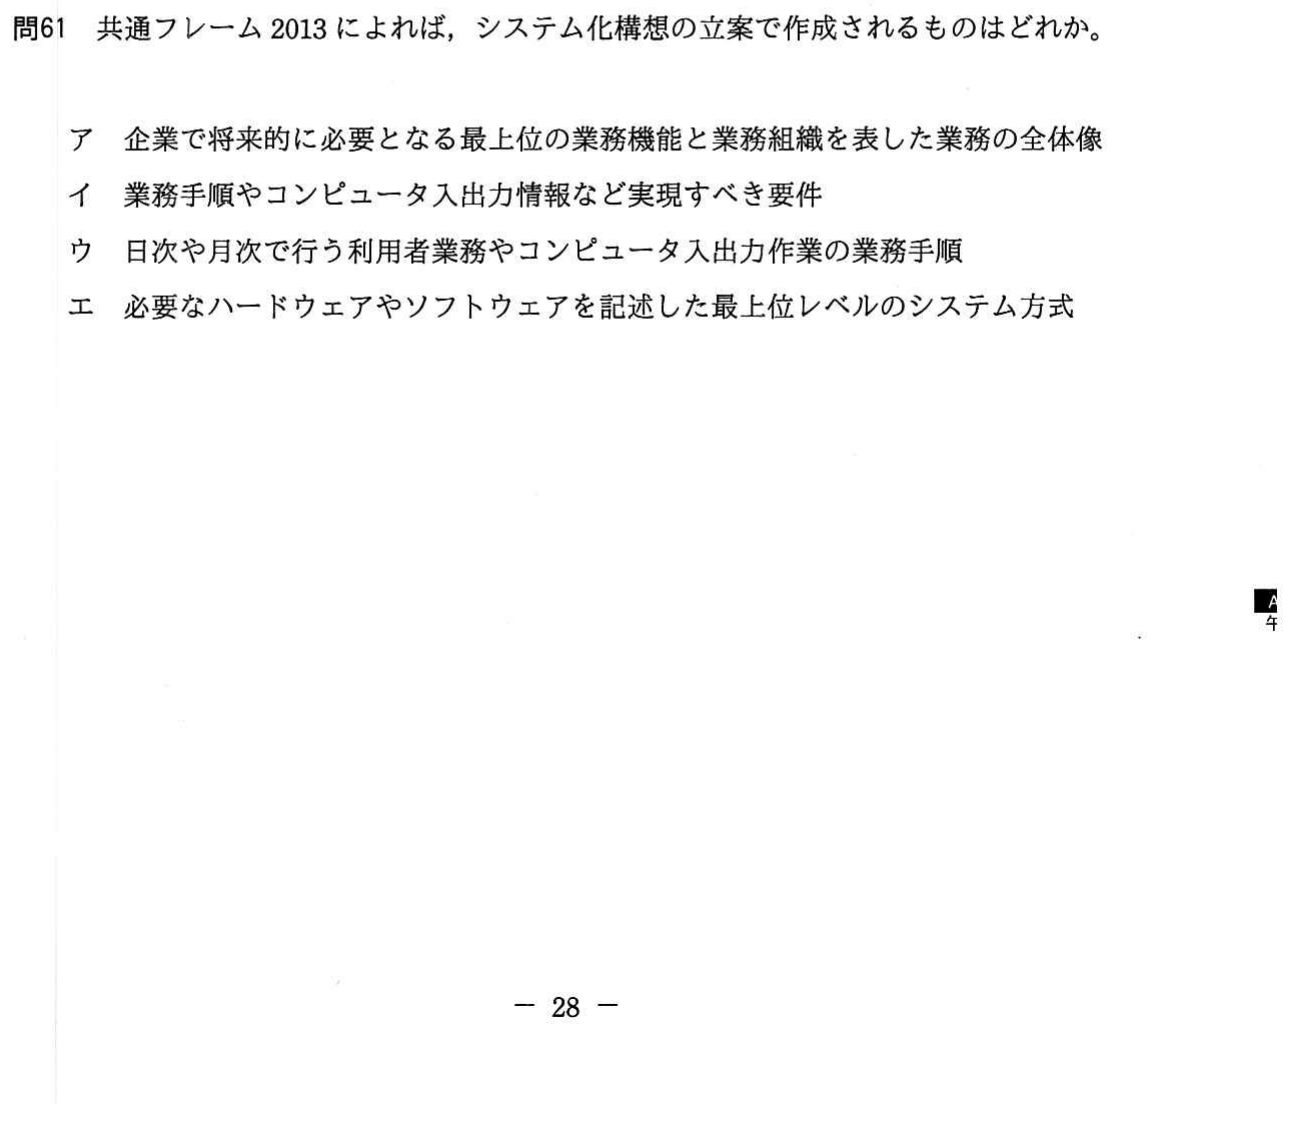 問61 共通フレーム 2013 によれば，システム化構想の立案で作成されるものはどれか。
ア 企業で将来的に必要となる最上位の業務機能と業務組織を表した業務の全体像
イ 業務手順やコンピュータ入出力情報など実現すべき要件
ウ 日次や月次で行う利用者業務やコンピュータ入出力作業の業務手順
エ 必要なハードウェアやソフトウェアを記述した最上位レベルのシステム方式
A
午
― 28 ―